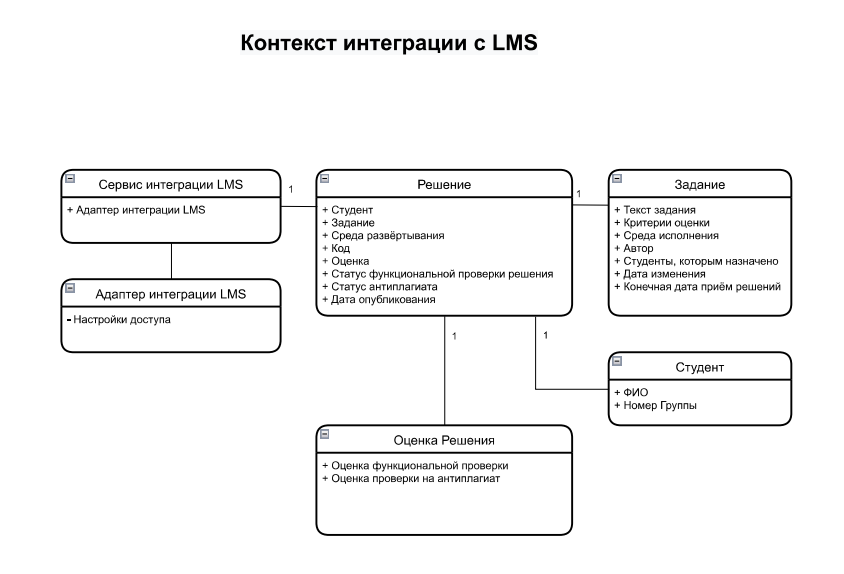 Контекст интеграции с LMS
Сервис интеграции LMS
+ Адаптер интеграции LMS
1
Решение
+ Студент
+ Задание
+ Среда развёртывания
+ Код
+ Оценка
+ Статус функциональной проверки решения
+ Статус антиплагиата
+ Дата опубликования
1
Задание
+ Текст задания
+ Критерии оценки
+ Среда исполнения
+ Автор
+ Студенты, которым назначено
+ Дата изменения
+ Конечная дата приём решений
Адаптер интеграции LMS
- Настройки доступа
1
1
Студент
+ ФИО
+ Номер Группы
Оценка Решения
+ Оценка функциональной проверки
+ Оценка проверки на антиплагиат